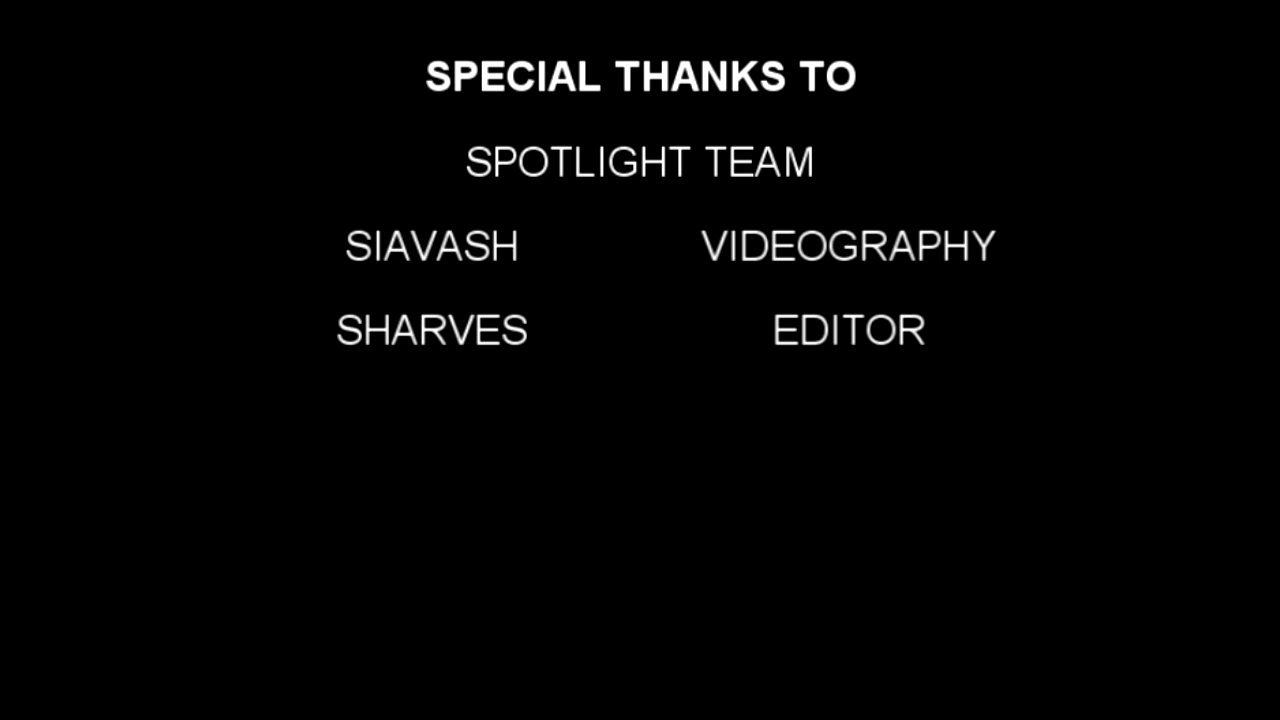 SPECIAL THANKS TO
SPOTLIGHT TEAM
SIAVASH VIDEOGRAPHY
SHARVES EDITOR